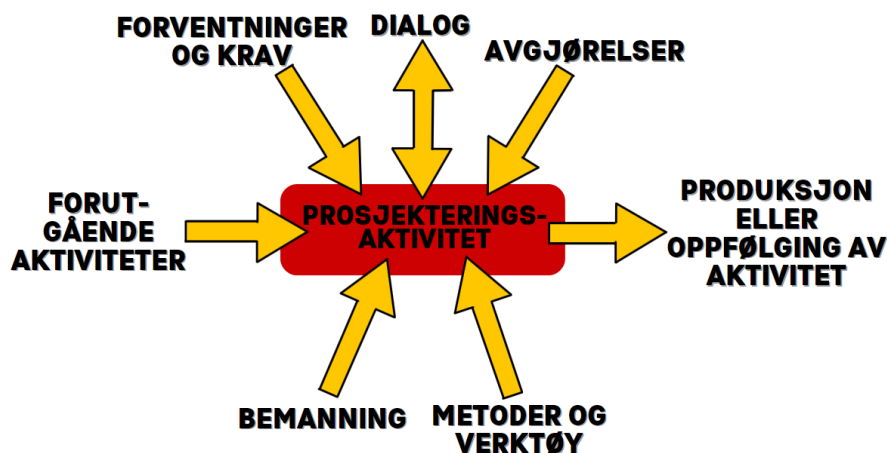 FORVENTNINGER
OG KRAV
DIALOG
AVGJØRELSER
FORUT-
GÅENDE
AKTIVITETER
PROSJEKTERINGS-
AKTIVITET
PRODUKSJON
ELLER
OPPFØLGING AV
AKTIVITET
BEMANNING
METODER OG
VERKTØY